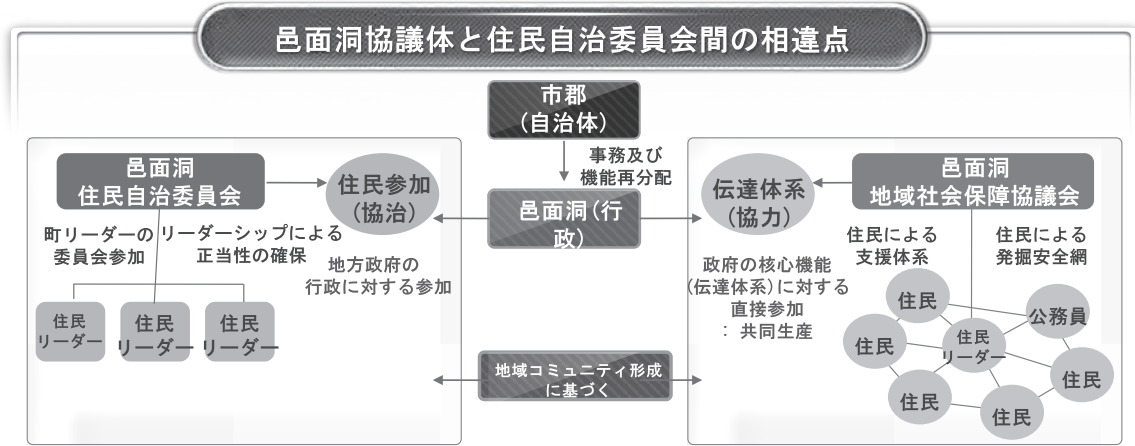 邑面洞協議体と住民自治委員会間の相違点
市郡
(自治体)
事務及び
機能再分配
邑面洞(行
政)
邑面洞
住民自治委員会
住民参加
(協治)
町リーダーの
委員会参加
リーダーシップによる
正当性の確保
地方政府の
行政に対する参加
住民
リーダー
住民
リーダー
住民
リーダー
伝達体系
(協力)
邑面洞
地域社会保障協議会
住民による
支援体系
住民による
発掘安全網
政府の核心機能
(伝達体系)に対する
直接参加
: 共同生産
住民
公務員
住民
住民
リーダー
住民
住民
住民
地域コミュニティ形成
に基づく